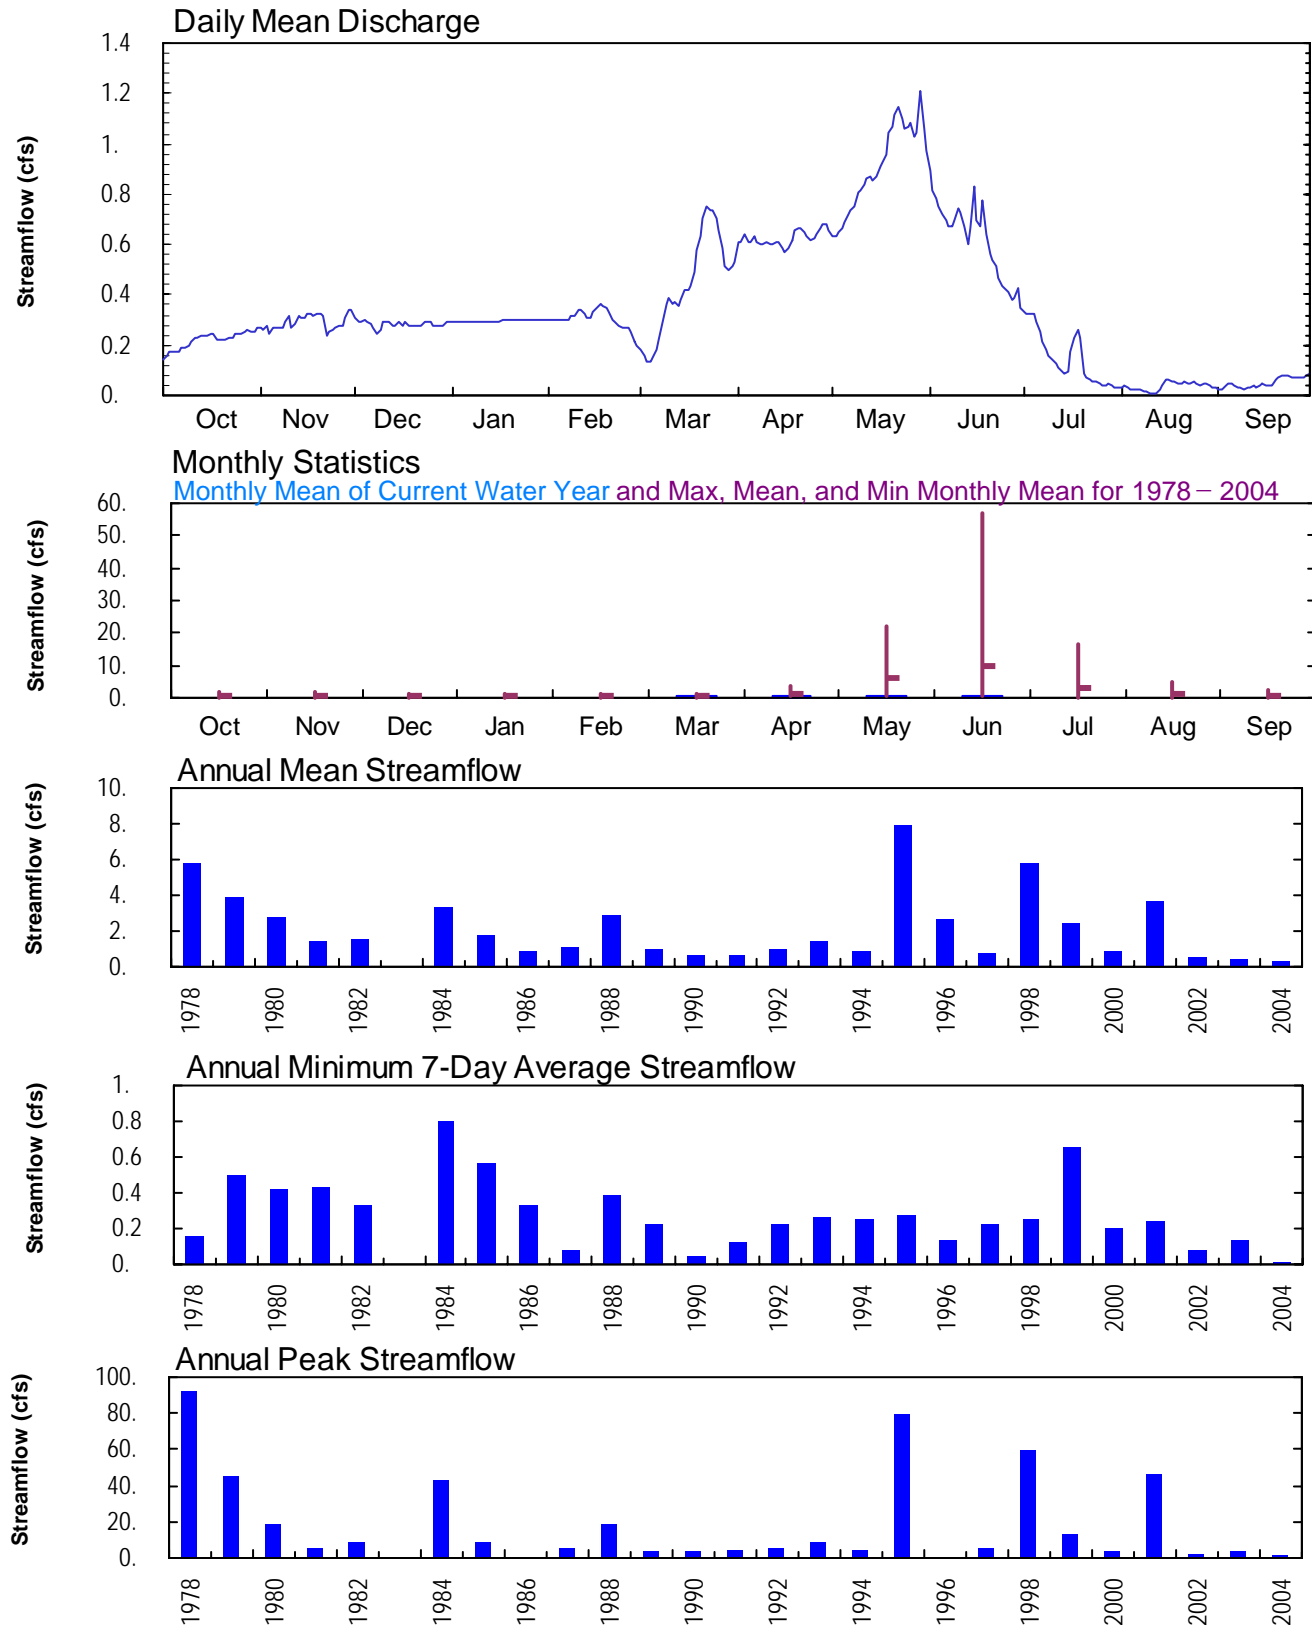 Daily Mean Discharge
Streamflow (cfs)
1.4
1.2
1.
0.8
0.6
0.4
0.2
0.
Oct Nov Dec Jan Feb Mar Apr May Jun Jul Aug Sep
Monthly Statistics
Monthly Mean of Current Water Year and Max, Mean, and Min Monthly Mean for 1978 – 2004
Streamflow (cfs)
60.
50.
40.
30.
20.
10.
0.
Oct Nov Dec Jan Feb Mar Apr May Jun Jul Aug Sep
Annual Mean Streamflow
Streamflow (cfs)
10.
8.
6.
4.
2.
0.
1978 1980 1982 1984 1986 1988 1990 1992 1994 1996 1998 2000 2002 2004
Annual Minimum 7-Day Average Streamflow
Streamflow (cfs)
1.
0.8
0.6
0.4
0.2
0.
1978 1980 1982 1984 1986 1988 1990 1992 1994 1996 1998 2000 2002 2004
Annual Peak Streamflow
Streamflow (cfs)
100.
80.
60.
40.
20.
0.
1978 1980 1982 1984 1986 1988 1990 1992 1994 1996 1998 2000 2002 2004